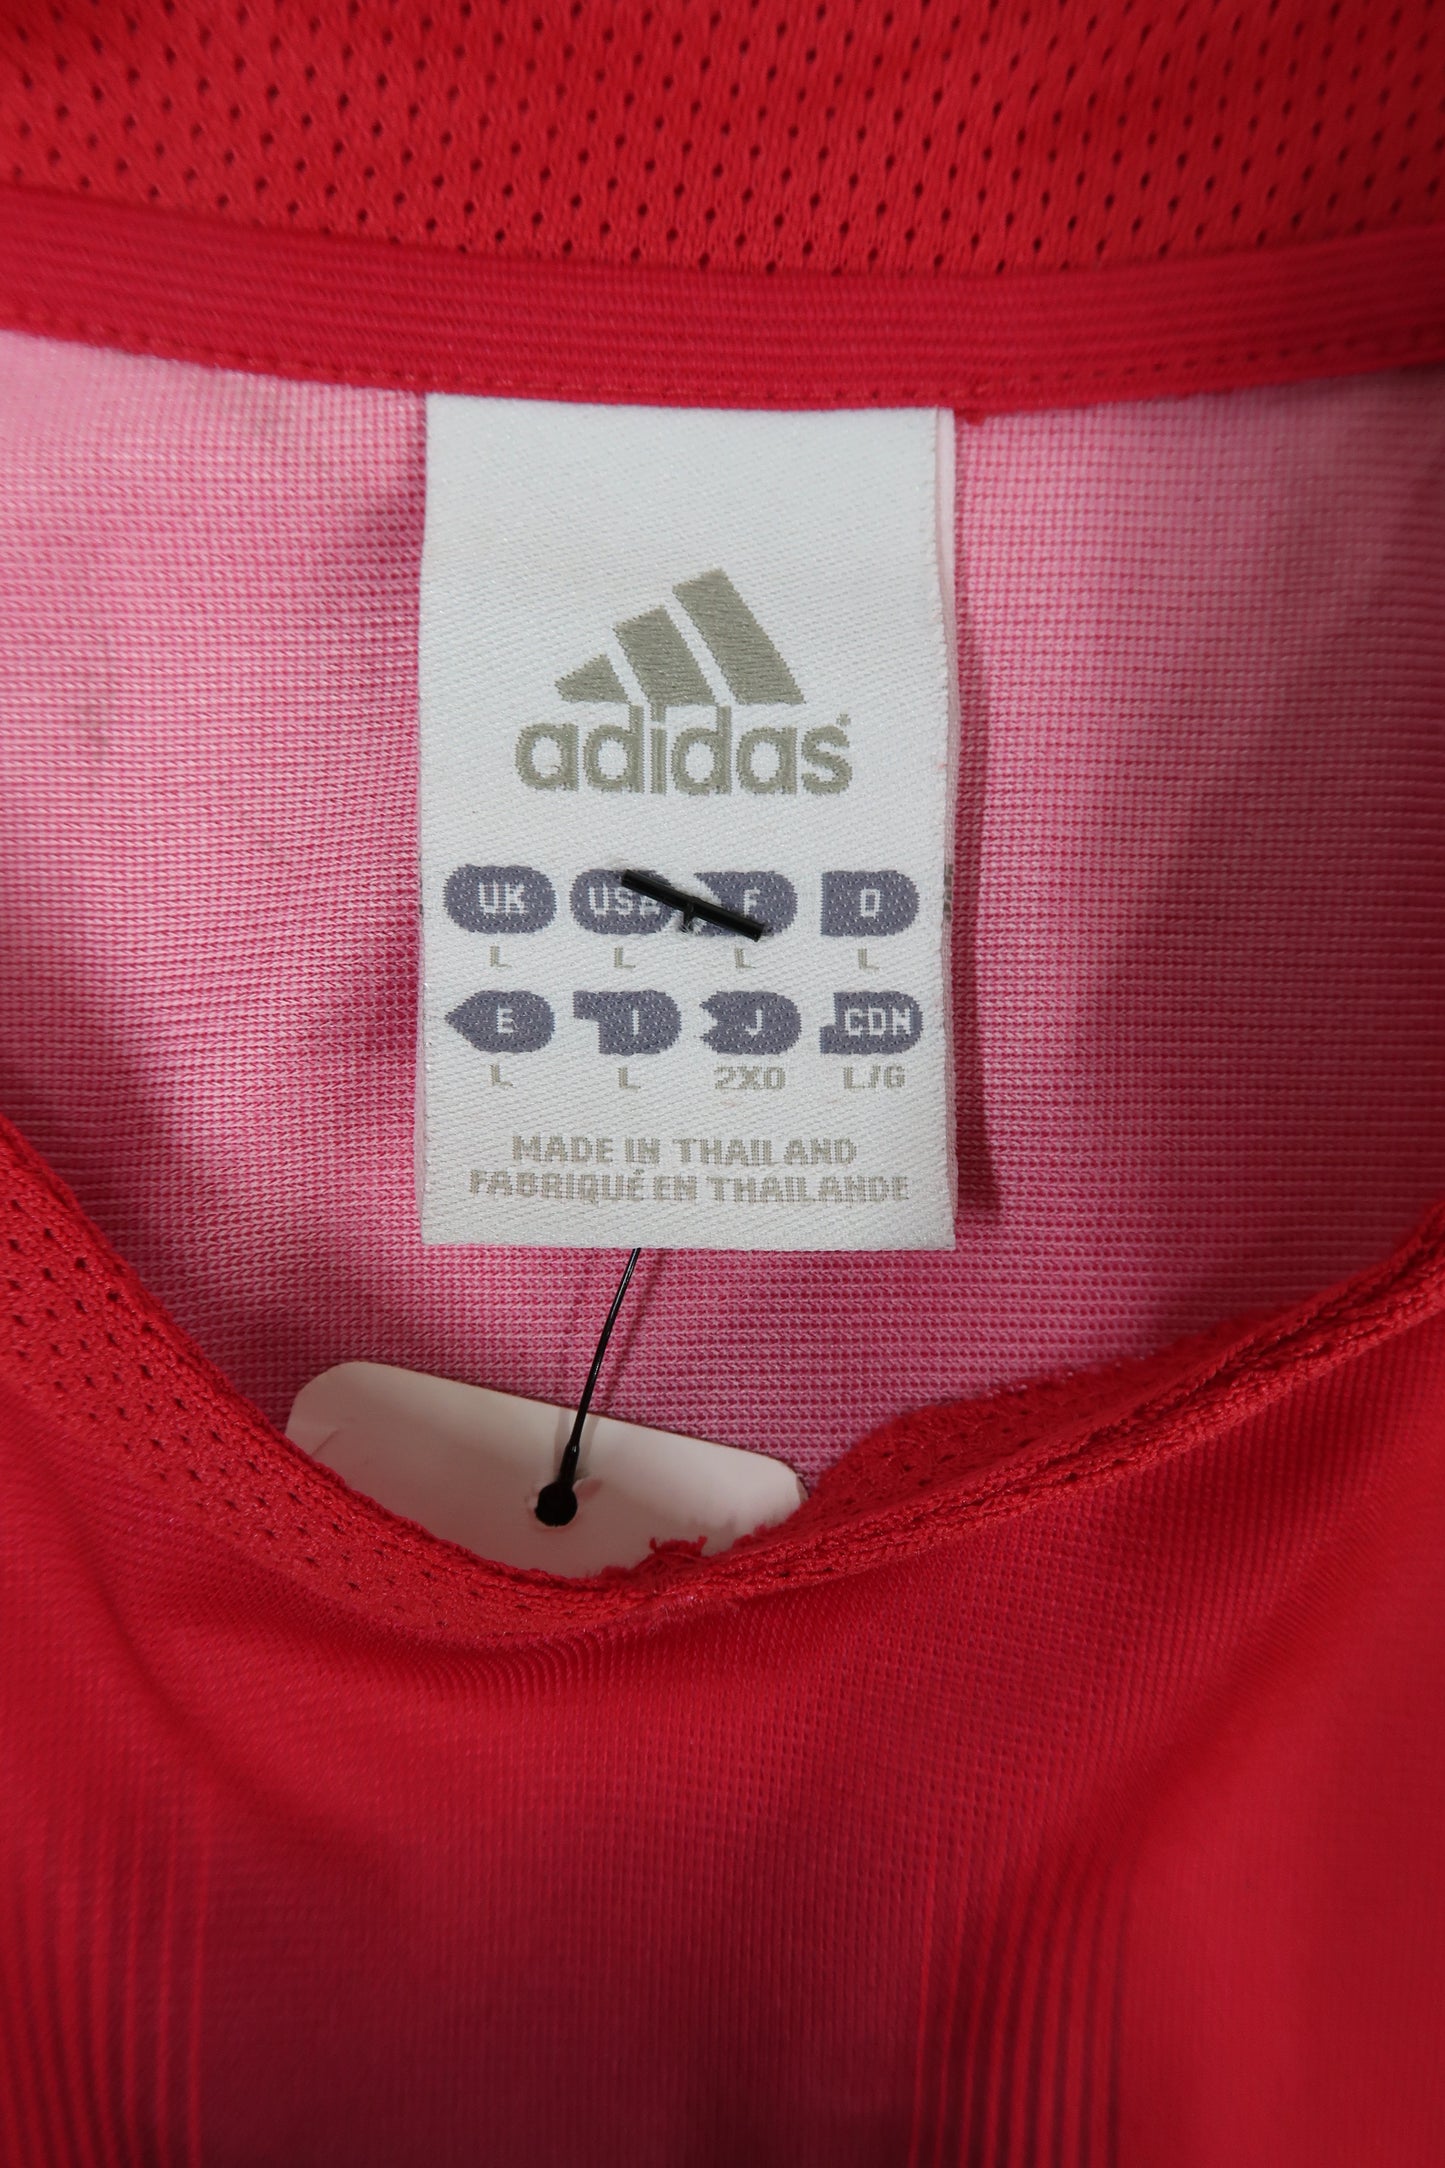 adidas
UK USA F D
L L L L
E I J CDN
L L 2XO L/G
MADE IN THAILAND
FABRIQUÉ EN THAILANDE